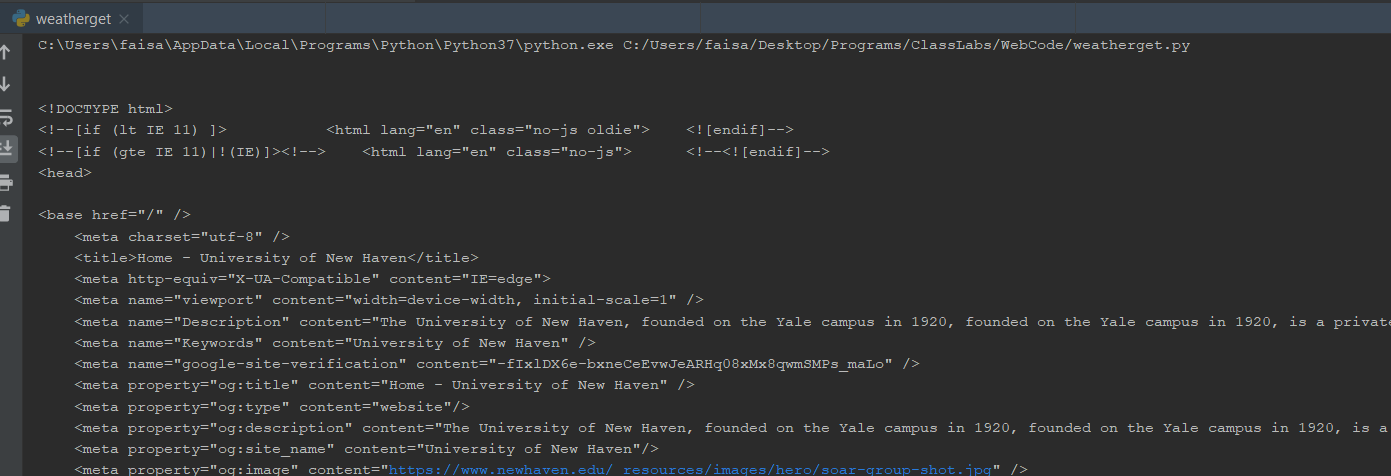 weatherget
C:\Users\faisa\AppData\Local\Programs\Python\Python37\python.exe C:/Users/faisa/Desktop/Programs/ClassLabs/WebCode/weatherget.py
<!DOCTYPE html>
<!--[if (lt IE 11) ]>           <html lang="en" class="no-js oldie">    <![endif]-->
<!--[if (gte IE 11)|!(IE)]><!-->    <html lang="en" class="no-js">      <!--<![endif]-->
<head>
<base href="/" />
    <meta charset="utf-8" />
    <title>Home - University of New Haven</title>
    <meta http-equiv="X-UA-Compatible" content="IE=edge">
    <meta name="viewport" content="width=device-width, initial-scale=1" />
    <meta name="Description" content="The University of New Haven, founded on the Yale campus in 1920, founded on the Yale campus in 1920, is a private
    <meta name="Keywords" content="University of New Haven" />
    <meta name="google-site-verification" content="-fIxlDX6e-bxneCeEvwJeARHq08xMx8qwmSMPs_maLo" />
    <meta property="og:title" content="Home - University of New Haven" />
    <meta property="og:type" content="website"/>
    <meta property="og:description" content="The University of New Haven, founded on the Yale campus in 1920, founded on the Yale campus in 1920, is a
    <meta property="og:site_name" content="University of New Haven"/>
    <meta property="og:image" content="https://www.newhaven.edu/_resources/images/hero/soar-group-shot.jpg" />